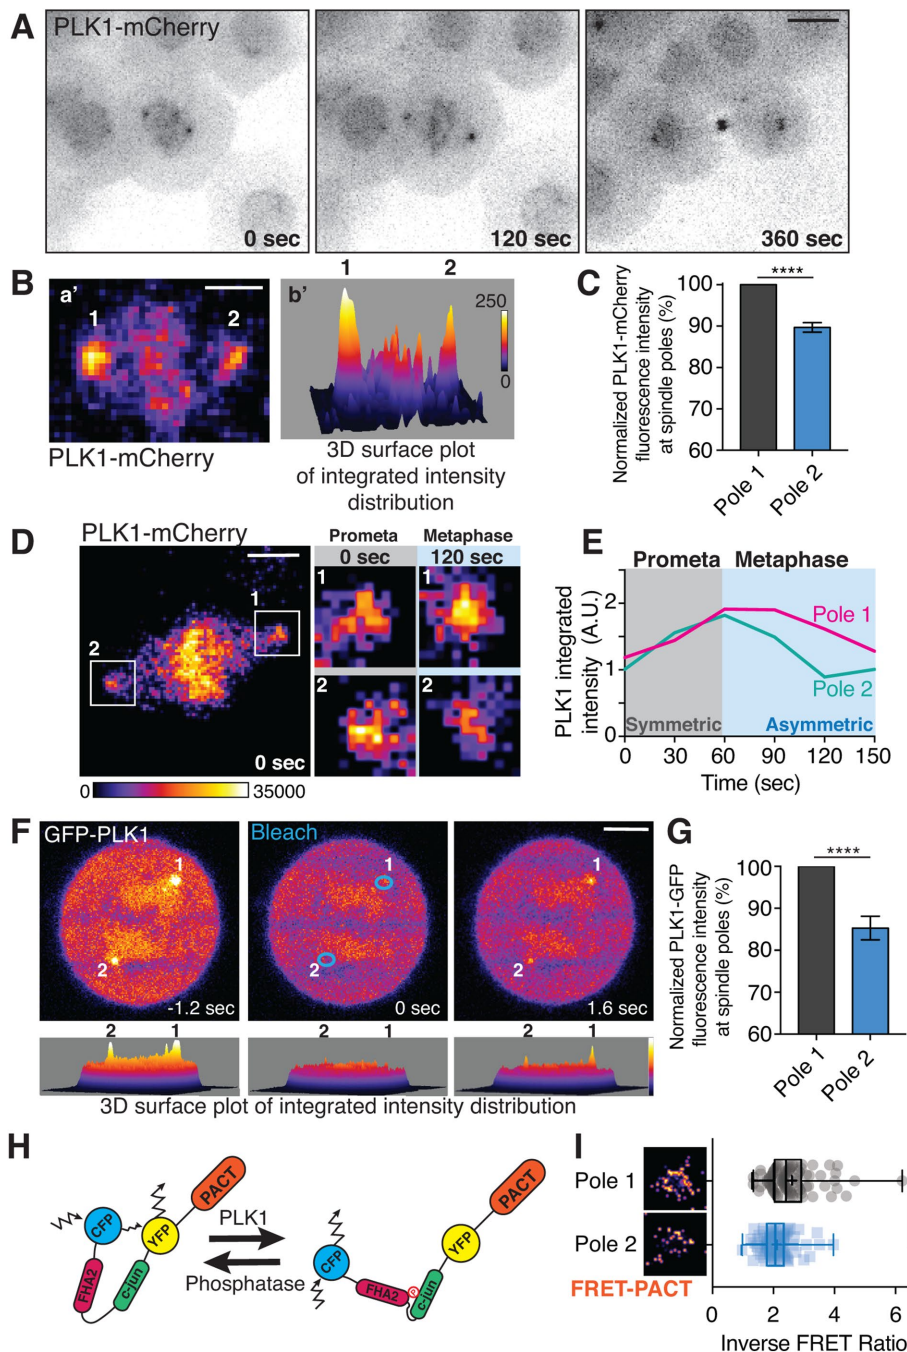 A
PLK1-mCherry
0 sec
120 sec
360 sec
B
a'
1
2
PLK1-mCherry
b'
1
2
250
0
3D surface plot
of integrated intensity
distribution
C
Normalized PLK1-mCherry
fluorescence intensity
at spindle poles (%)
100
90
80
70
60
****
Pole 1
Pole 2
D
PLK1-mCherry
1
2
0 sec
0
35000
Prometa
Metaphase
0 sec
120 sec
1
1
2
2
E
Prometa
Metaphase
PLK1 integrated
intensity (A.U.)
2
1
0
Pole 1
Pole 2
Symmetric
Asymmetric
0
30
60
90
120
150
Time (sec)
F
GFP-PLK1
1
2
-1.2 sec
Bleach
1
2
0 sec
1
2
1.6 sec
2
1
2
1
2
1
3D surface plot of integrated intensity distribution
G
Normalized PLK1-GFP
fluorescence intensity
at spindle poles (%)
100
90
80
70
60
****
Pole 1
Pole 2
H
CFP
YFP
PACT
FHA2
c-jun
PLK1
Phosphatase
CFP
FHA2
P
c-jun
YFP
PACT
I
Pole 1
Pole 2
FRET-PACT
0
2
4
6
Inverse FRET Ratio